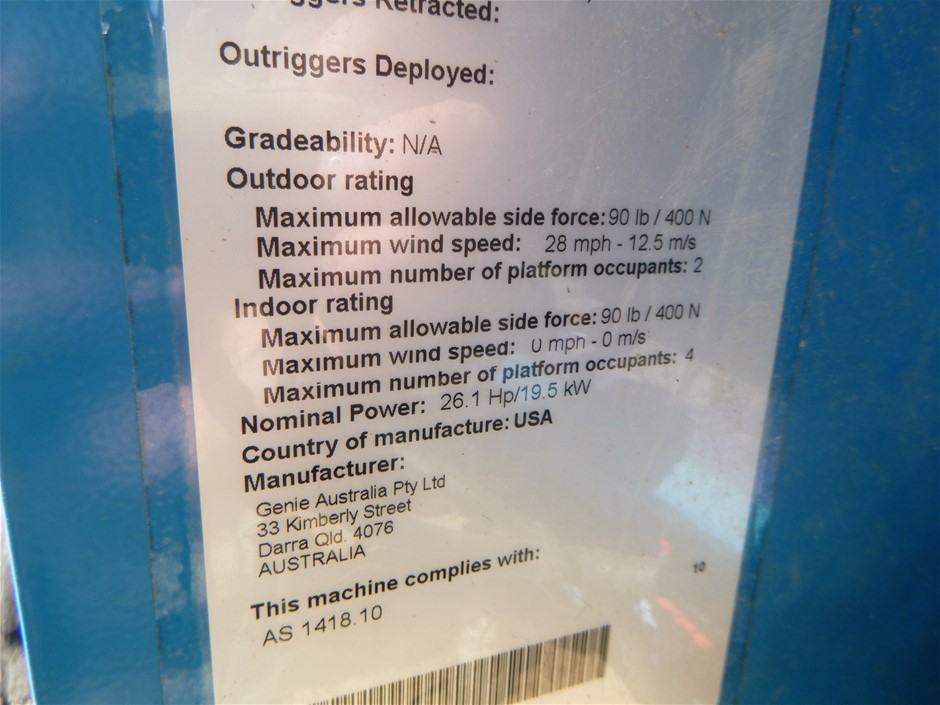 Retracted:
Outriggers Deployed:
Gradeability: N/A
Outdoor rating
Maximum allowable side force: 90 lb / 400 N
Maximum wind speed: 28 mph - 12.5 m/s
Maximum number of platform occupants: 2
Indoor rating
Maximum allowable side force: 90 lb / 400 N
Maximum wind speed: 0 mph - 0 m/s
Maximum number of platform occupants: 4
Nominal Power: 26.1 Hp/19.5 kW
Country of manufacture: USA
Manufacturer:
Genie Australia Pty Ltd
33 Kimberly Street
Darra Qld. 4076
AUSTRALIA
This machine complies with:
AS 1418.10
10